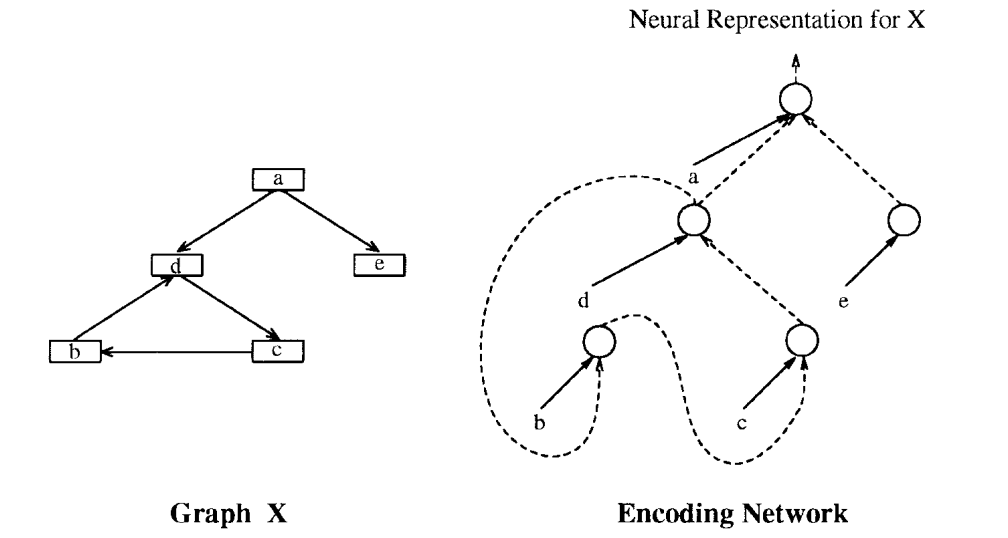 Neural Representation for X
a
a
d
e
d
e
b
c
b
c
Graph X
Encoding Network